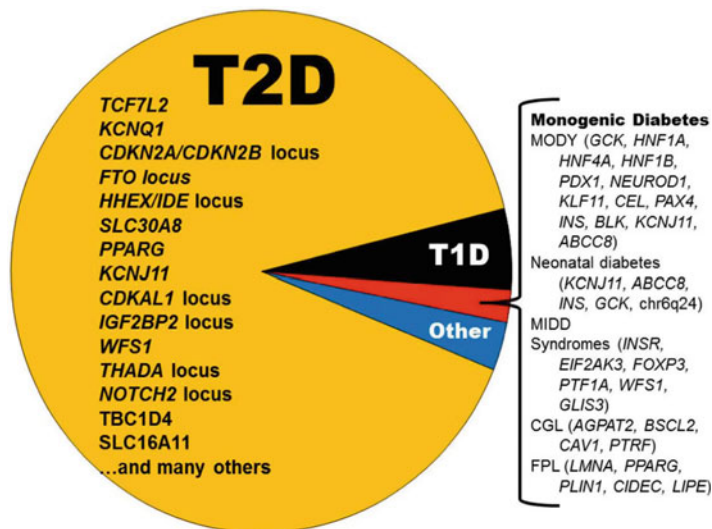 T2D
TCF7L2
KCNQ1
CDKN2A/CDKN2B locus
FTO locus
HHEX/IDE locus
SLC30A8
PPARG
KCNJ11
CDKAL1 locus
IGF2BP2 locus
WFS1
THADA locus
NOTCH2 locus
TBC1D4
SLC16A11
...and many others
T1D
Other
Monogenic Diabetes
MODY (GCK, HNF1A,
HNF4A, HNF1B,
PDX1, NEUROD1,
KLF11, CEL, PAX4,
INS, BLK, KCNJ11,
ABCC8)
Neonatal diabetes
(KCNJ11, ABCC8,
INS, GCK, chr6q24)
MIDD
Syndromes (INSR,
EIF2AK3, FOXP3,
PTF1A, WFS1,
GLIS3)
CGL (AGPAT2, BSCL2,
CAV1, PTRF)
FPL (LMNA, PPARG,
PLIN1, CIDEC, LIPE)